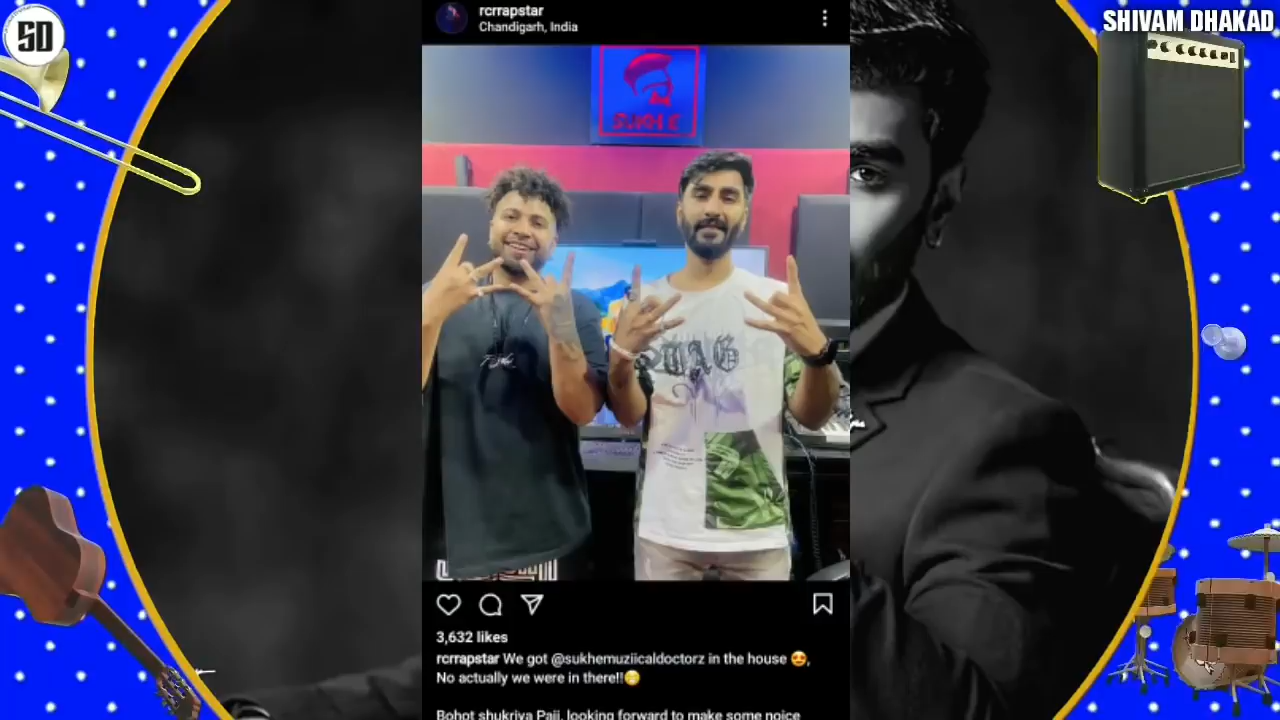 SD
SHIVAM DHAKAD
rcrrapstar
Chandigarh, India
SUKH-E
3,632 likes
rcrrapstar We got @sukhemuziicaldoctorz in the house 😍,
No actually we were in there!!😁
Bohot shukriya Paji, looking forward to make some noice